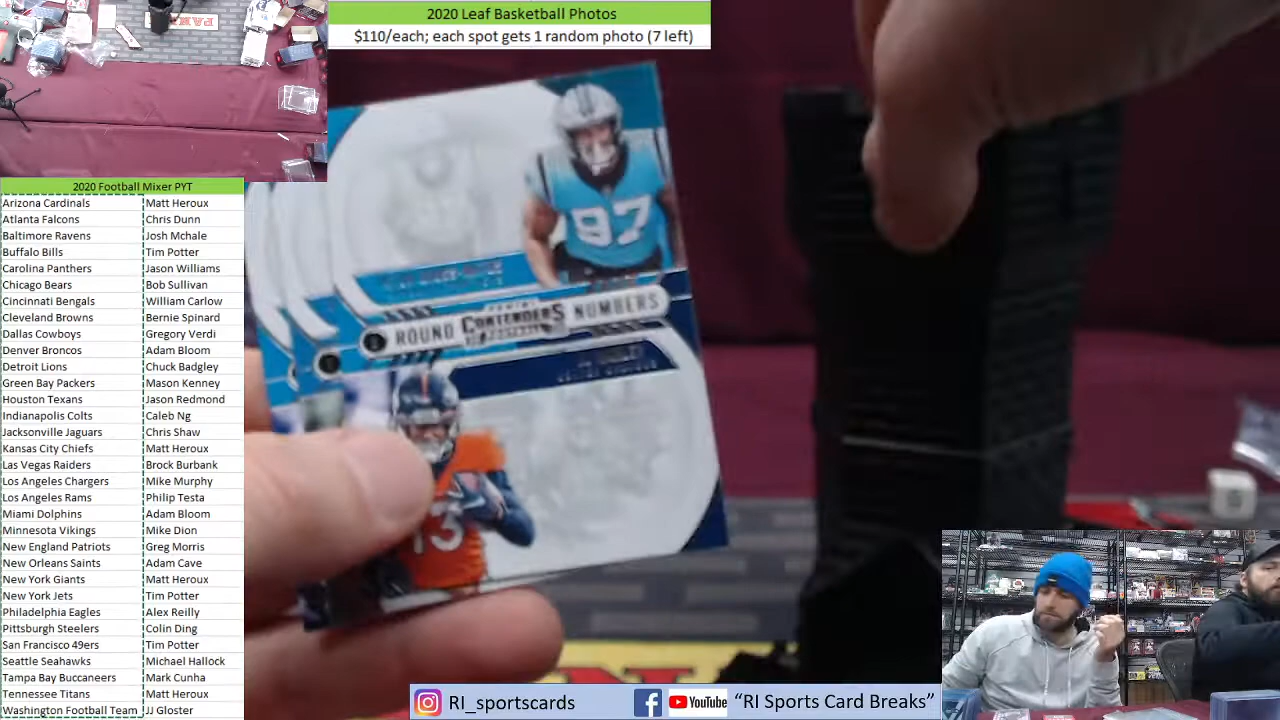 2020 Leaf Basketball Photos
$110/each; each spot gets 1 random photo (7 left)
2020 Football Mixer PYT
Arizona Cardinals Matt Heroux
Atlanta Falcons Chris Dunn
Baltimore Ravens Josh Mchale
Buffalo Bills Tim Potter
Carolina Panthers Jason Williams
Chicago Bears Bob Sullivan
Cincinnati Bengals William Carlow
Cleveland Browns Bernie Spinard
Dallas Cowboys Gregory Verdi
Denver Broncos Adam Bloom
Detroit Lions Chuck Badgley
Green Bay Packers Mason Kenney
Houston Texans Jason Redmond
Indianapolis Colts Caleb Ng
Jacksonville Jaguars Chris Shaw
Kansas City Chiefs Matt Heroux
Las Vegas Raiders Brock Burbank
Los Angeles Chargers Mike Murphy
Los Angeles Rams Philip Testa
Miami Dolphins Adam Bloom
Minnesota Vikings Mike Dion
New England Patriots Greg Morris
New Orleans Saints Adam Cave
New York Giants Matt Heroux
New York Jets Tim Potter
Philadelphia Eagles Alex Reilly
Pittsburgh Steelers Colin Ding
San Francisco 49ers Tim Potter
Seattle Seahawks Michael Hallock
Tampa Bay Buccaneers Mark Cunha
Tennessee Titans Matt Heroux
Washington Football Team JJ Gloster
97
PANINI
ROUND CONTENDERS NUMBERS
13
RI_sportscards
YouTube
"RI Sports Card Breaks"